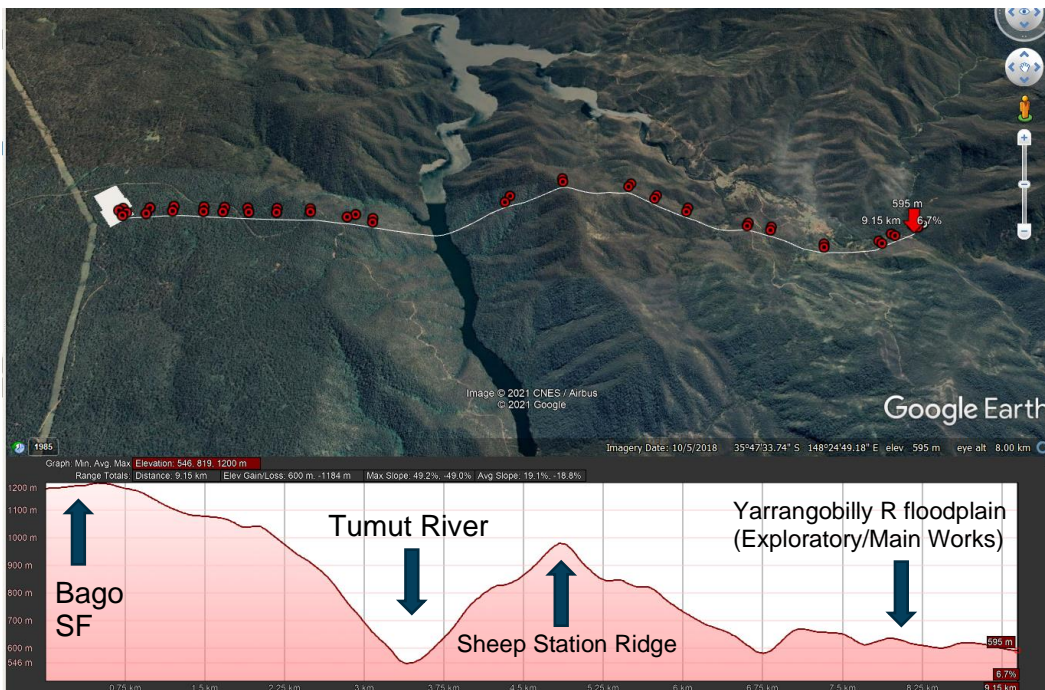 595 m
9.15 km 6.7%
Image © 2021 CNES / Airbus
© 2021 Google
Google Earth
1985
Imagery Date: 10/5/2018 35°47'33.74" S 148°24'49.18" E elev 595 m eye alt 8.00 km
Graph: Min, Avg, Max Elevation: 546, 819, 1200 m
Range Totals: Distance: 9.15 km Elev Gain/Loss: 600 m, -1184 m Max Slope: 49.2%, -49.0% Avg Slope: 19.1%, -18.8%
1200 m
1100 m
1000 m
900 m
800 m
700 m
600 m
546 m
Bago
SF
Tumut River
Sheep Station Ridge
Yarrangobilly R floodplain
(Exploratory/Main Works)
595 m
6.7%
0.75 km 1.5 km 2.25 km 3 km 3.75 km 4.5 km 5.25 km 6 km 6.75 km 7.5 km 8.25 km 9.15 km